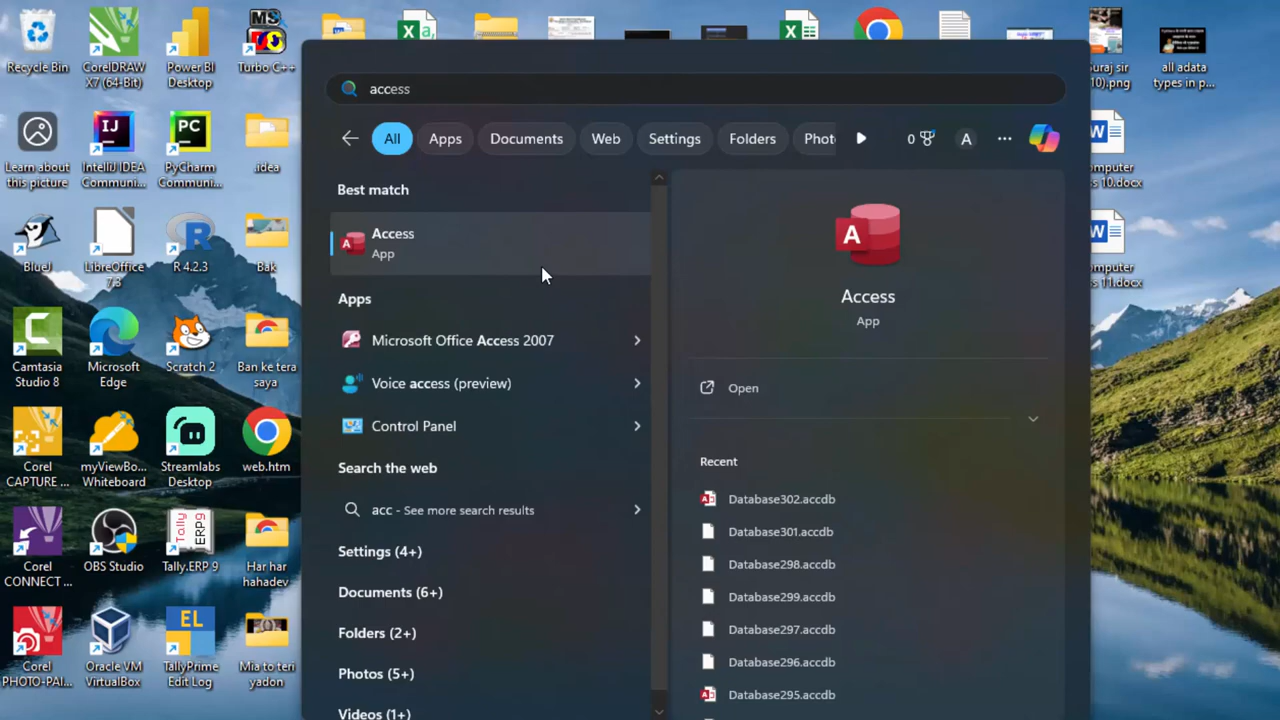 access
All
Apps
Documents
Web
Settings
Folders
Phot
0
A
Best match
Access
App
Apps
Microsoft Office Access 2007
Voice access (preview)
Control Panel
Search the web
acc - See more search results
Settings (4+)
Documents (6+)
Folders (2+)
Photos (5+)
Videos (1+)
A
Access
App
Open
Recent
Database302.accdb
Database301.accdb
Database298.accdb
Database299.accdb
Database297.accdb
Database296.accdb
Database295.accdb
Recycle Bin
CorelDRAW
X7 (64-Bit)
Power BI
Desktop
MS
Turbo C++
Learn about
this picture
IJ
IntelliJ IDEA
Communi...
PC
PyCharm
Communi...
.idea
BlueJ
LibreOffice
7.3
R
R 4.2.3
Bak
Camtasia
Studio 8
Microsoft
Edge
Scratch 2
Ban ke tera
saya
Corel
CAPTURE ...
myViewBo...
Whiteboard
Streamlabs
Desktop
web.htm
Corel
CONNECT ...
OBS Studio
Tally
ERP 9
Tally.ERP 9
Har har
hahadev
Corel
PHOTO-PAI...
Oracle VM
VirtualBox
EL
TallyPrime
Edit Log
Mia to teri
yadon
uraj sir
10).png
all adata
types in p...
W
omputer
s 10.docx
W
omputer
s 11.docx